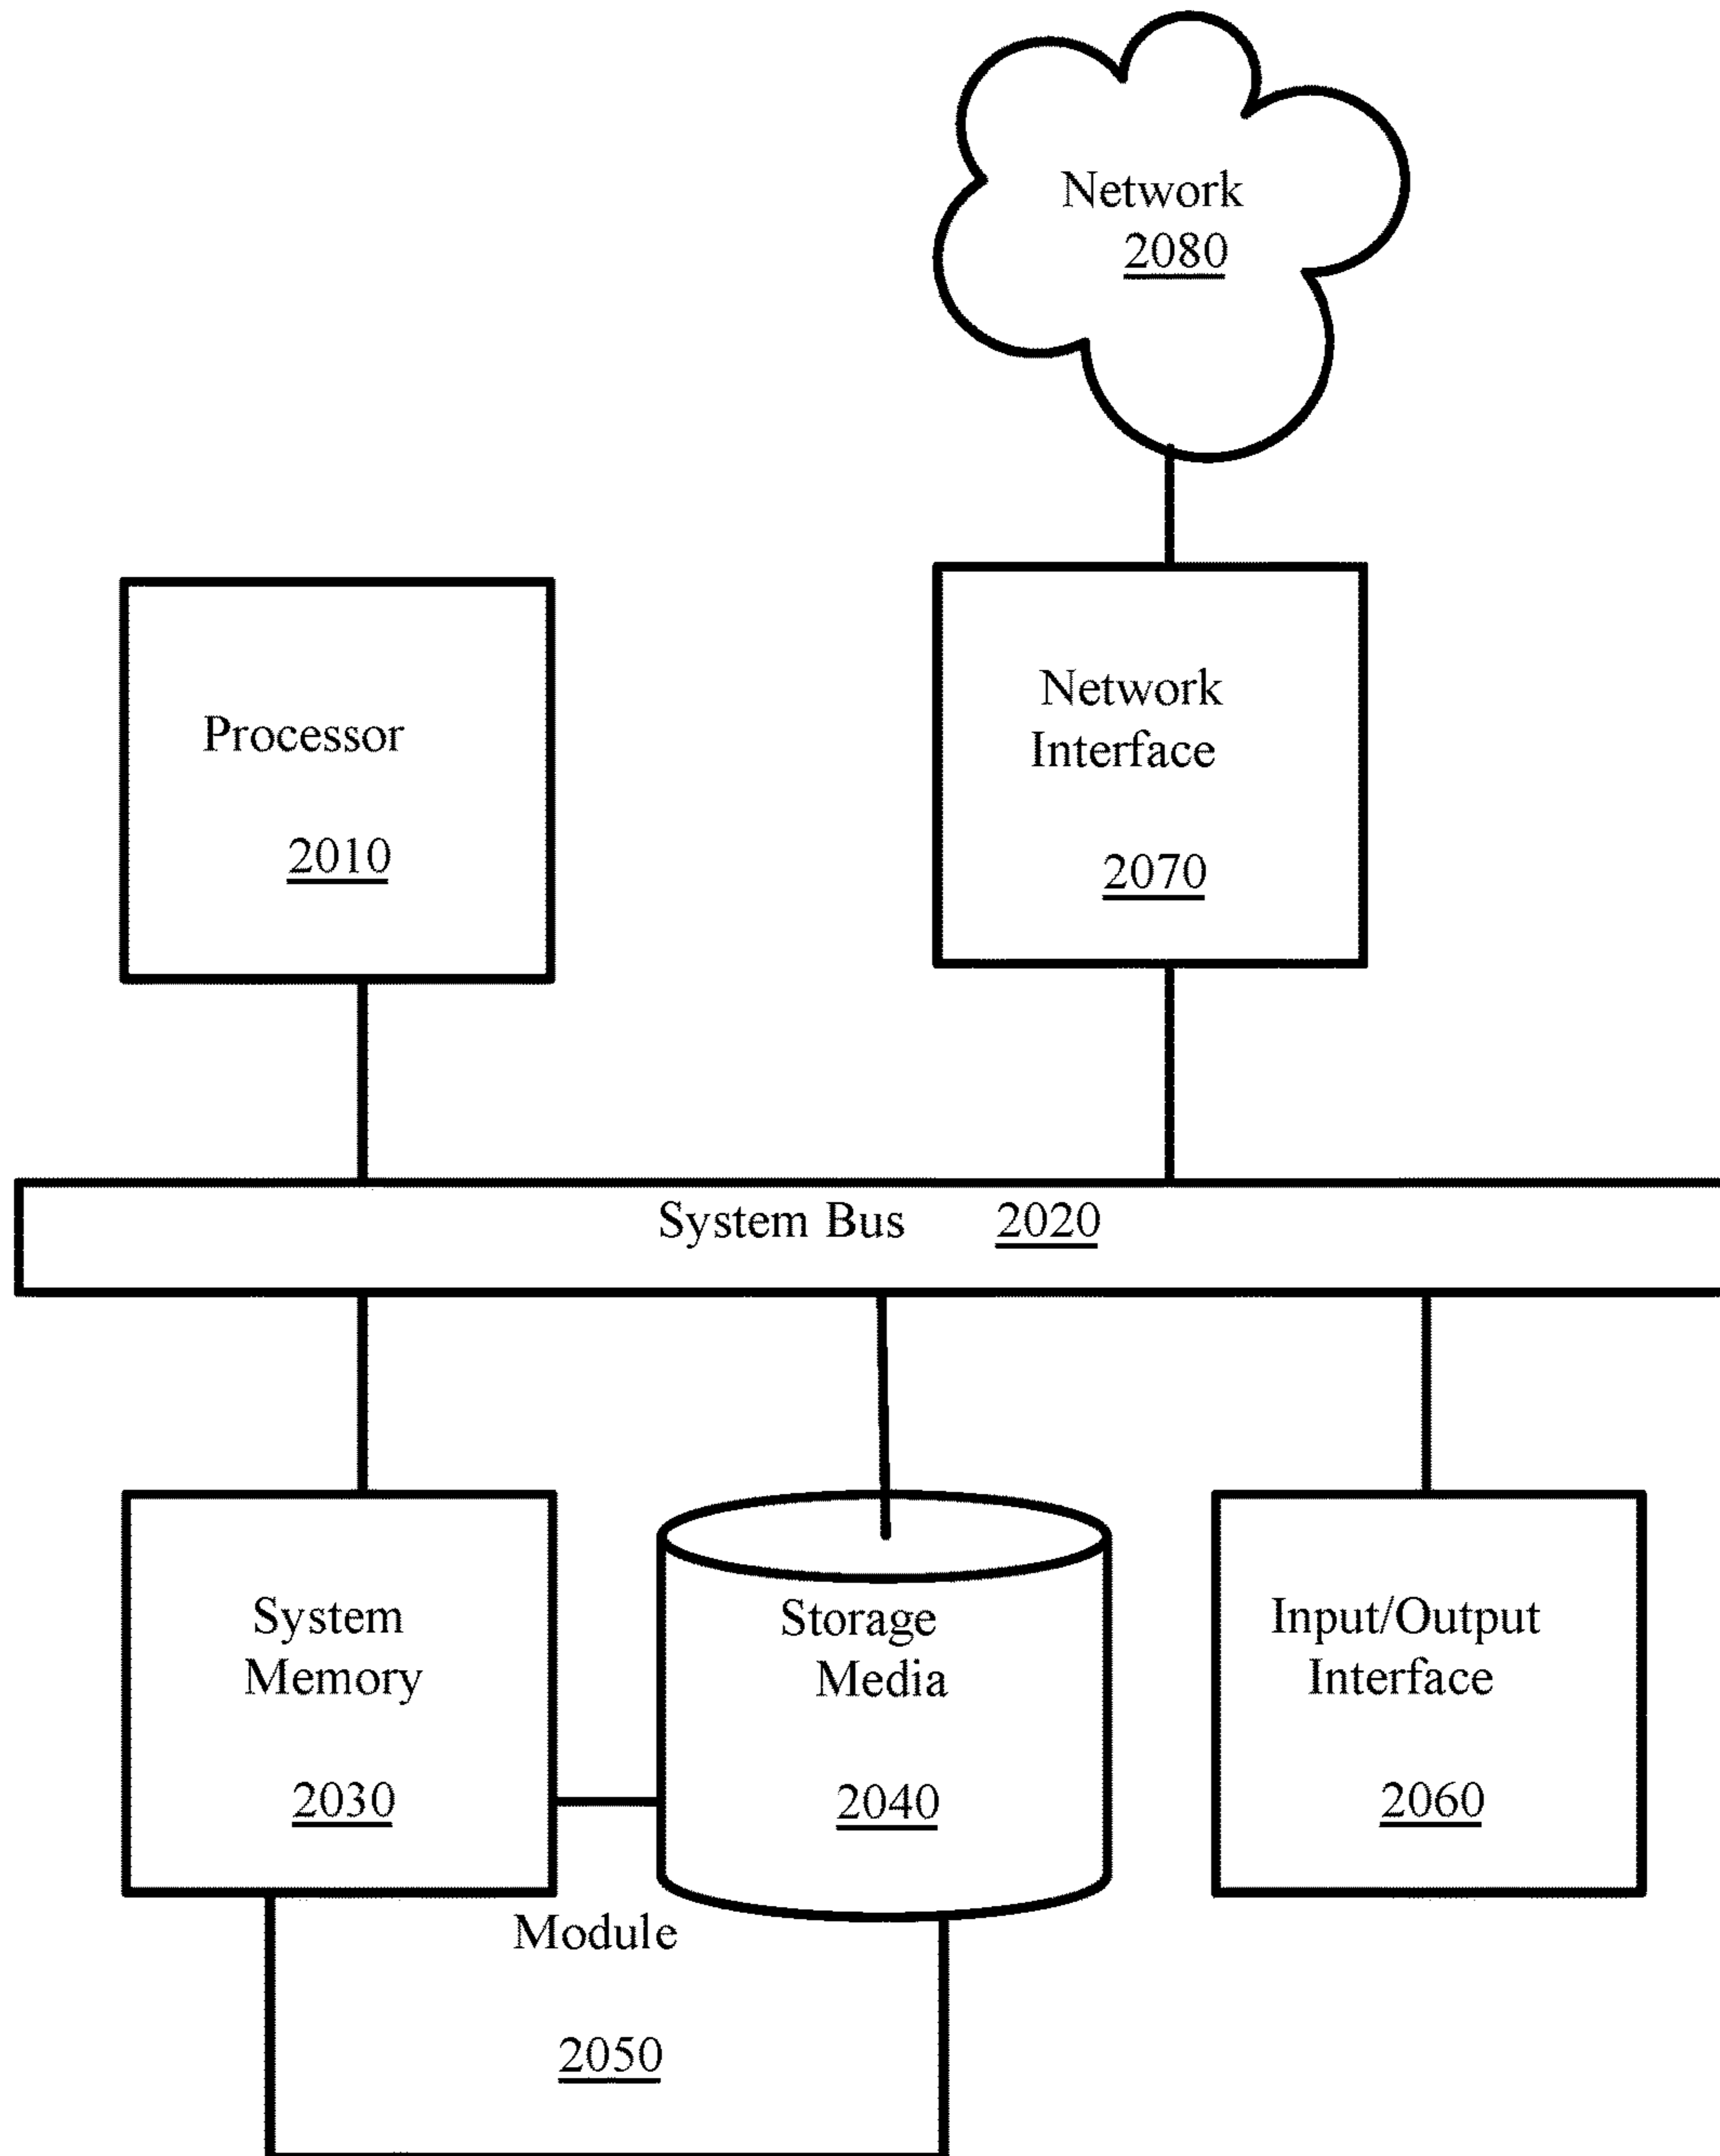 Network
2080
Network
Interface
2070
Processor
2010
System Bus 2020
System
Memory
2030
Storage
Media
2040
Input/Output
Interface
2060
Module
2050